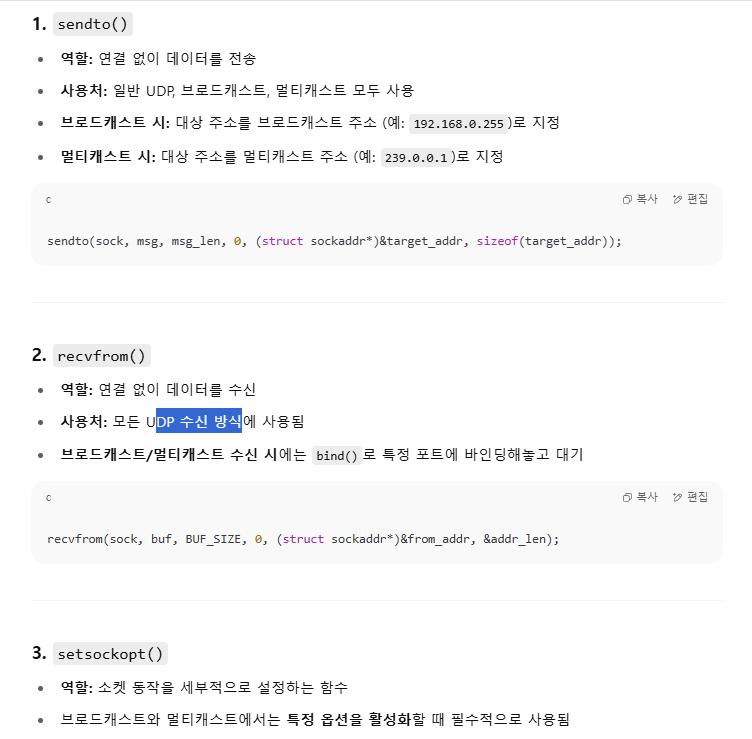 1. sendto()
역할: 연결 없이 데이터를 전송
사용처: 일반 UDP, 브로드캐스트, 멀티캐스트 모두 사용
브로드캐스트 시: 대상 주소를 브로드캐스트 주소 (예: 192.168.0.255)로 지정
멀티캐스트 시: 대상 주소를 멀티캐스트 주소 (예: 239.0.0.1)로 지정
c 복사 편집
sendto(sock, msg, msg_len, 0, (struct sockaddr*)&target_addr, sizeof(target_addr));
2. recvfrom()
역할: 연결 없이 데이터를 수신
사용처: 모든 UDP 수신 방식에 사용됨
브로드캐스트/멀티캐스트 수신 시에는 bind()로 특정 포트에 바인딩해놓고 대기
c 복사 편집
recvfrom(sock, buf, BUF_SIZE, 0, (struct sockaddr*)&from_addr, &addr_len);
3. setsockopt()
역할: 소켓 동작을 세부적으로 설정하는 함수
브로드캐스트와 멀티캐스트에서는 특정 옵션을 활성화할 때 필수적으로 사용됨